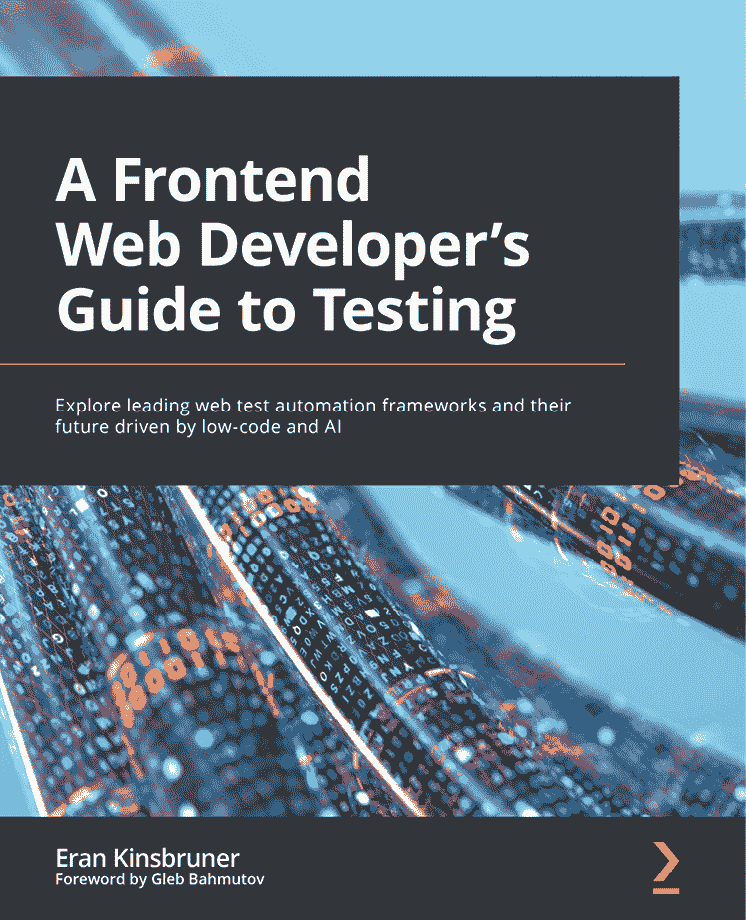 A Frontend
Web Developer’s
Guide to Testing
Explore leading web test automation frameworks and their
future driven by low-code and AI
Eran Kinsbruner
Foreword by Gleb Bahmutov